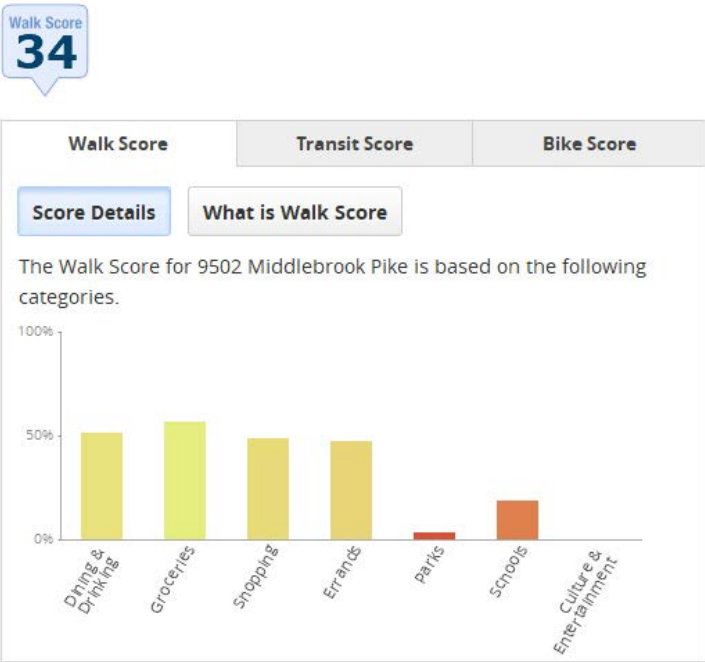 Walk Score
34
Walk Score
Transit Score
Bike Score
Score Details
What is Walk Score
The Walk Score for 9502 Middlebrook Pike is based on the following
categories.
100%
50%
0%
Dining &
Drinking
Groceries
Shopping
Errands
Parks
Schools
Culture &
Entertainment